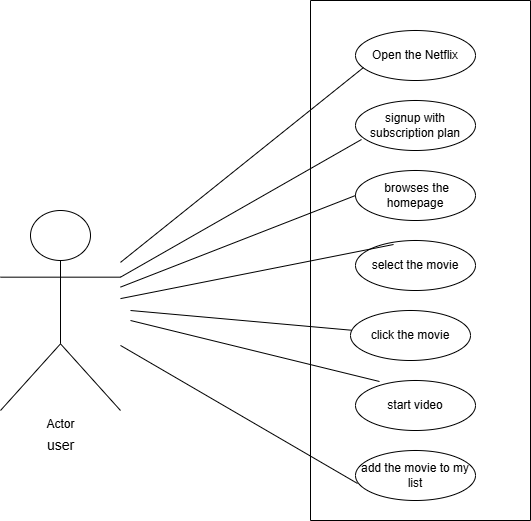 Open the Netflix
signup with
subscription plan
browses the
homepage
select the movie
click the movie
start video
add the movie to my
list
Actor
user